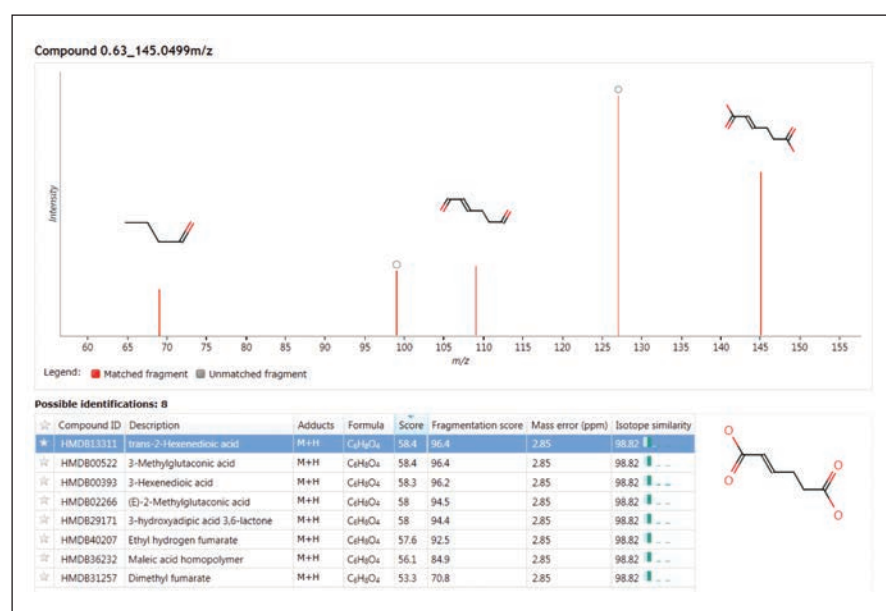 Compound 0.63_145.0499m/z
Intensity
60 65 70 75 80 85 90 95 100 105 110 115 120 125 130 135 140 145 150 155
m/z
Legend: Matched fragment Unmatched fragment
Possible identifications: 8
Compound ID Description Adducts Formula Score Fragmentation score Mass error (ppm) Isotope similarity
HMDB13311 trans-2-Hexenedioic acid M+H C₆H₈O₄ 58.4 96.4 2.85 98.82
HMDB00522 3-Methylglutaconic acid M+H C₆H₈O₄ 58.4 96.4 2.85 98.82
HMDB00393 3-Hexenedioic acid M+H C₆H₈O₄ 58.3 96.2 2.85 98.82
HMDB02266 (E)-2-Methylglutaconic acid M+H C₆H₈O₄ 58 94.5 2.85 98.82
HMDB29171 3-hydroxyadipic acid 3,6-lactone M+H C₆H₈O₄ 58 94.4 2.85 98.82
HMDB40207 Ethyl hydrogen fumarate M+H C₆H₈O₄ 57.6 92.5 2.85 98.82
HMDB36232 Maleic acid homopolymer M+H C₆H₈O₄ 56.1 84.9 2.85 98.82
HMDB31257 Dimethyl fumarate M+H C₆H₈O₄ 53.3 70.8 2.85 98.82
O
O
O
O